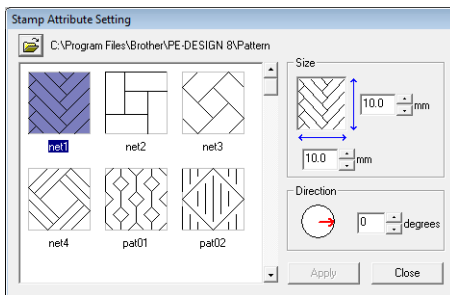 Stamp Attribute Setting
C:\Program Files\Brother\PE-DESIGN 8\Pattern
net1 net2 net3
net4 pat01 pat02
Size
10.0 mm
10.0 mm
Direction
0 degrees
Apply Close